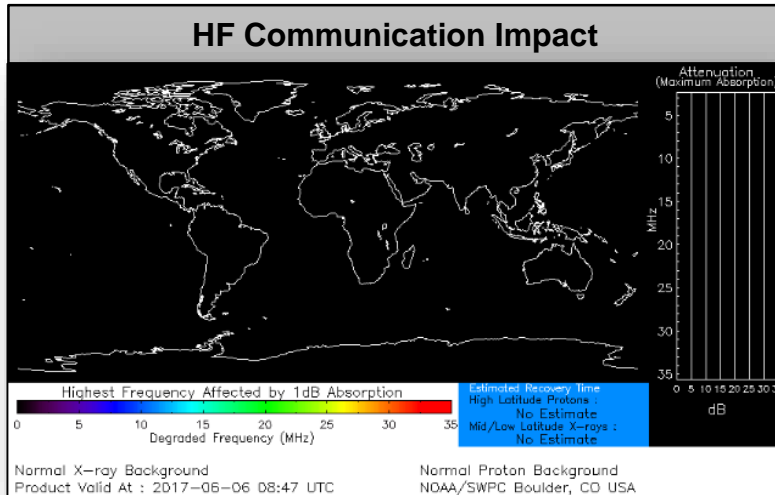 HF Communication Impact
Attenuation
(Maximum Absorption)
5
10
15
20
25
30
35
MHz
0 5 10 15 20 25 30
dB
Highest Frequency Affected by 1dB Absorption
0 5 10 15 20 25 30 35
Degraded Frequency (MHz)
Estimated Recovery Time
High Latitude Protons :
No Estimate
Mid/Low Latitude X-rays :
No Estimate
Normal X-ray Background
Normal Proton Background
Product Valid At : 2017-06-06 08:47 UTC
NOAA/SWPC Boulder, CO USA